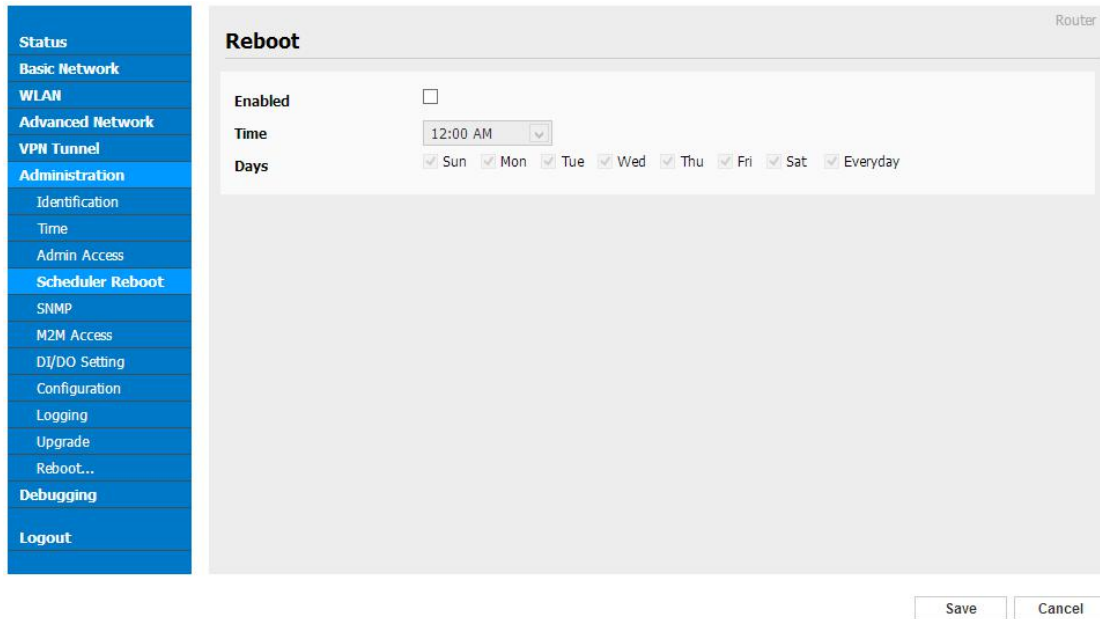 Router
Status
Basic Network
WLAN
Advanced Network
VPN Tunnel
Administration
Identification
Time
Admin Access
Scheduler Reboot
SNMP
M2M Access
DI/DO Setting
Configuration
Logging
Upgrade
Reboot...
Debugging
Logout
Reboot
Enabled
Time 12:00 AM
Days Sun Mon Tue Wed Thu Fri Sat Everyday
Save Cancel